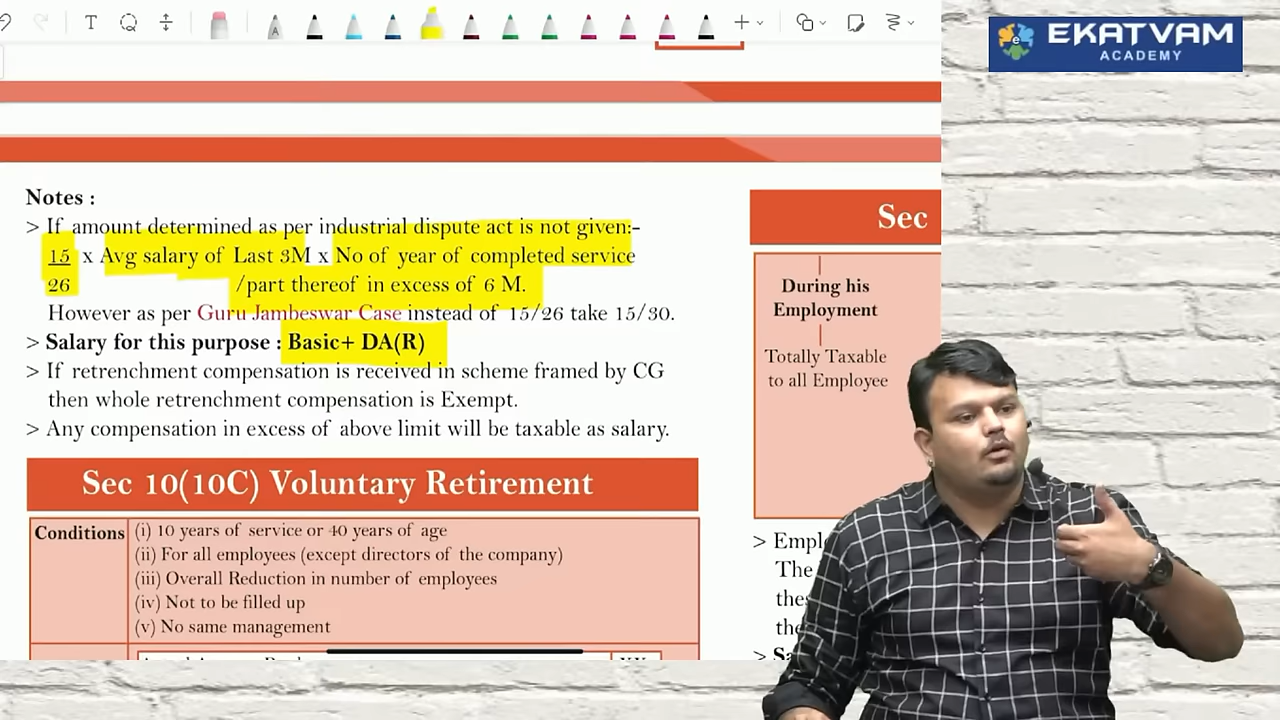 T
A
EKATVAM
ACADEMY
Notes :
> If amount determined as per industrial dispute act is not given:-
15 x Avg salary of Last 3M x No of year of completed service
26 /part thereof in excess of 6 M.
However as per Guru Jambeswar Case instead of 15/26 take 15/30.
> Salary for this purpose : Basic+ DA(R)
> If retrenchment compensation is received in scheme framed by CG
then whole retrenchment compensation is Exempt.
> Any compensation in excess of above limit will be taxable as salary.
Sec 10(10C) Voluntary Retirement
Conditions
(i) 10 years of service or 40 years of age
(ii) For all employees (except directors of the company)
(iii) Overall Reduction in number of employees
(iv) Not to be filled up
(v) No same management
Sec
During his
Employment
Totally Taxable
to all Employee
> Empl
The
thes
the
>